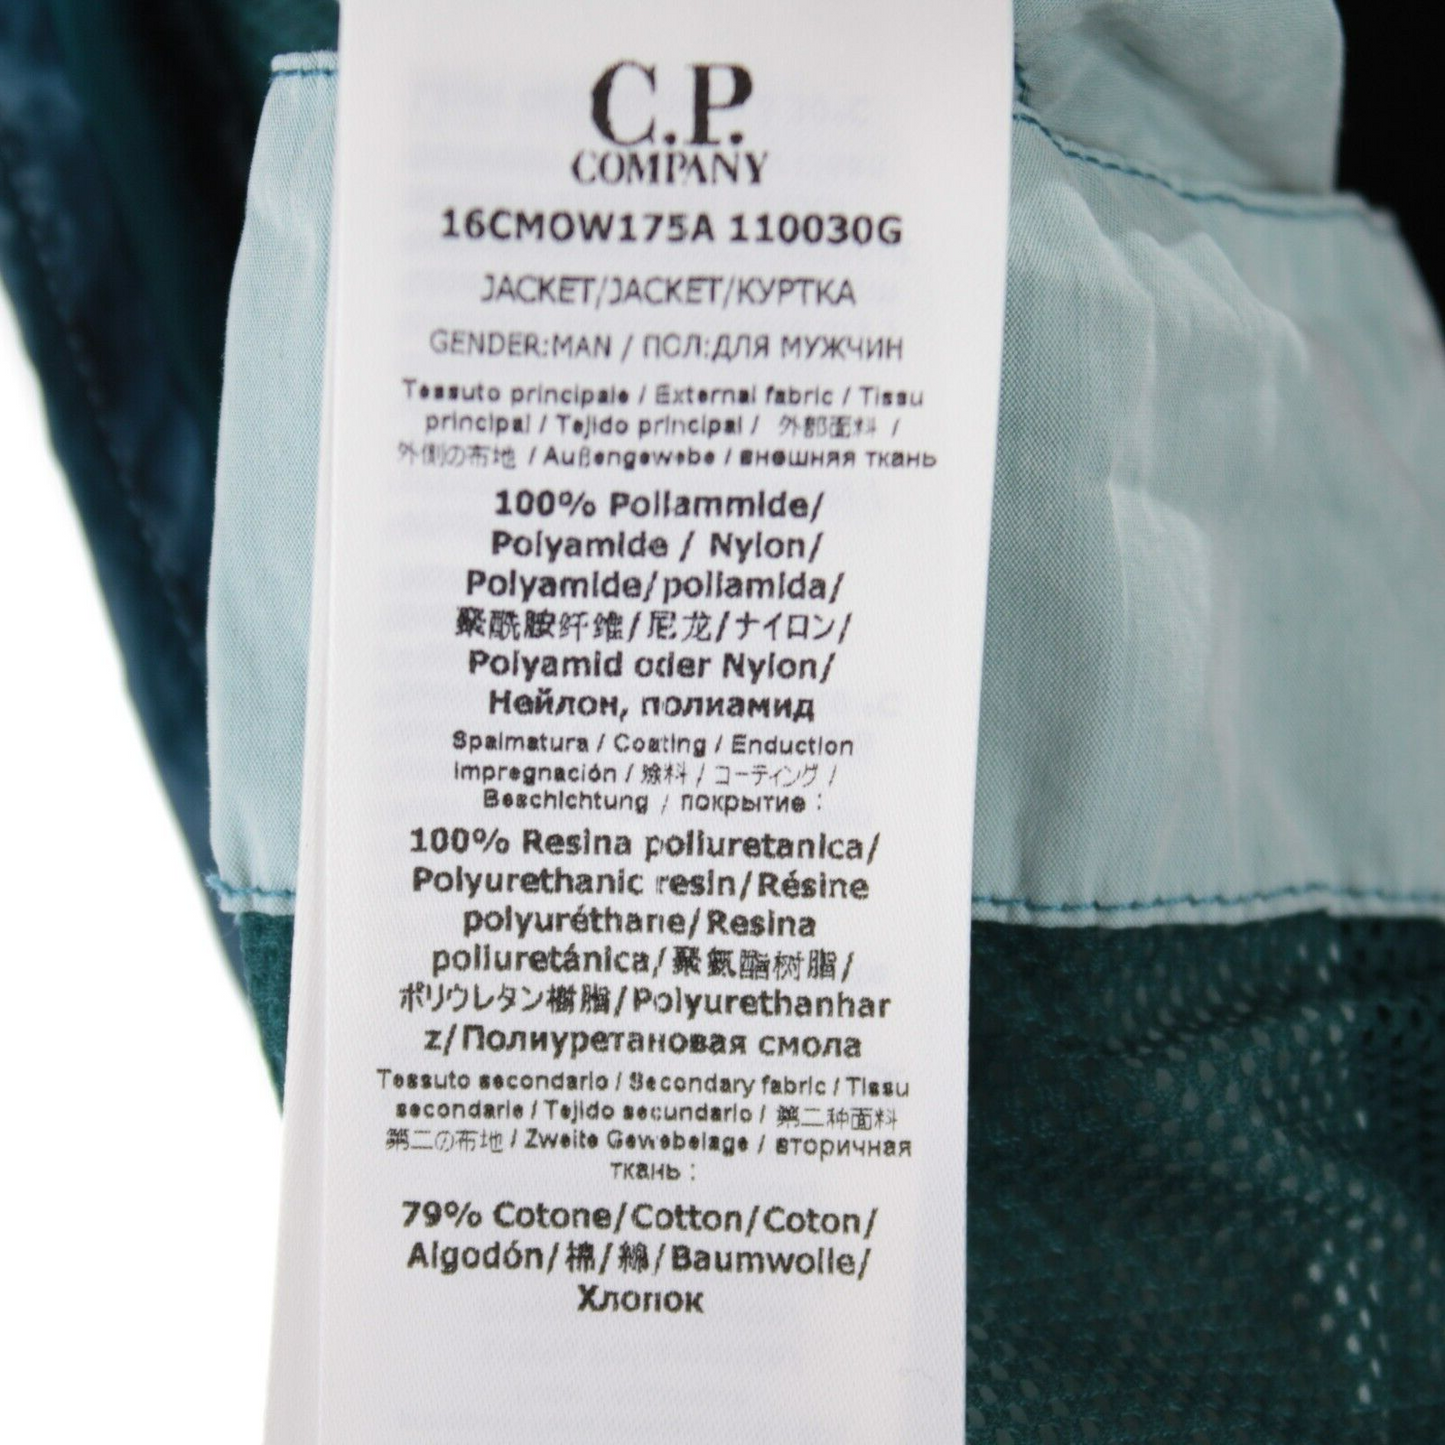 C.P.
COMPANY
16CMOW175A 110030G
JACKET/JACKET/КУРТКА
GENDER:MAN / ПОЛ:ДЛЯ МУЖЧИН
Tessuto principale / External fabric / Tissu
principal / Tejido principal / 外部面料 /
外側の布地 / Außengewebe / внешняя ткань
100% Poliammide/
Polyamide / Nylon/
Polyamide/poliamida/
聚酰胺纤维/尼龙/ナイロン/
Polyamid oder Nylon/
Нейлон, полиамид
Spalmatura / Coating / Enduction
impregnación / 涂料 / コーティング /
Beschichtung / покрытие :
100% Resina poliuretanica/
Polyurethanic resin/Résine
polyuréthane/Resina
poliuretánica/聚氨酯树脂/
ポリウレタン樹脂/Polyurethanhar
z/Полиуретановая смола
Tessuto secondario / Secondary fabric / Tissu
secondarie / Tejido secundario / 第二种面料
第二の布地 / Zweite Gewebelage / вторичная
ткань :
79% Cotone/Cotton/Coton/
Algodón/棉/綿/Baumwolle/
Хлопок